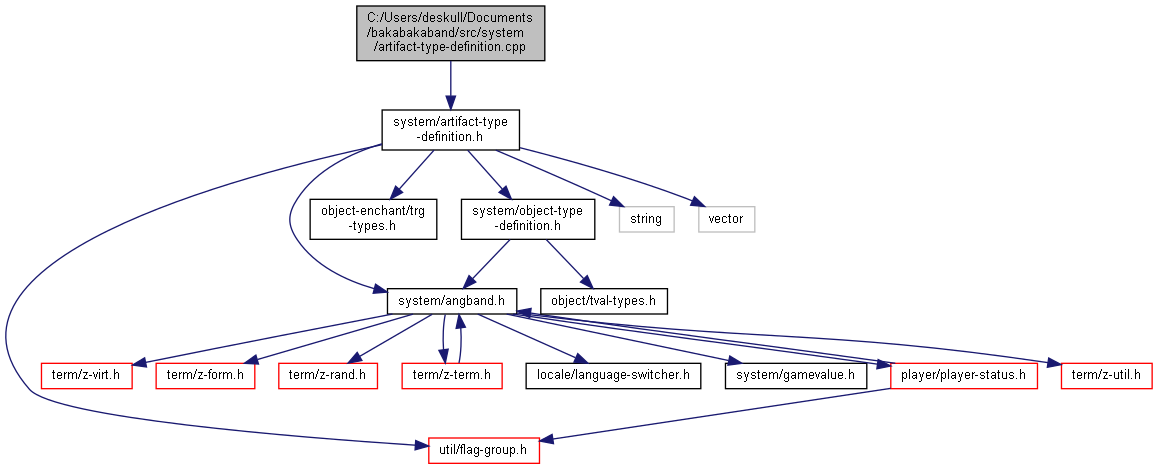 C:/Users/deskull/Documents
/bakabakaband/src/system
/artifact-type-definition.cpp
system/artifact-type
-definition.h
object-enchant/trg
-types.h
system/object-type
-definition.h
string
vector
system/angband.h
object/tval-types.h
term/z-virt.h
term/z-form.h
term/z-rand.h
term/z-term.h
locale/language-switcher.h
system/gamevalue.h
player/player-status.h
term/z-util.h
util/flag-group.h